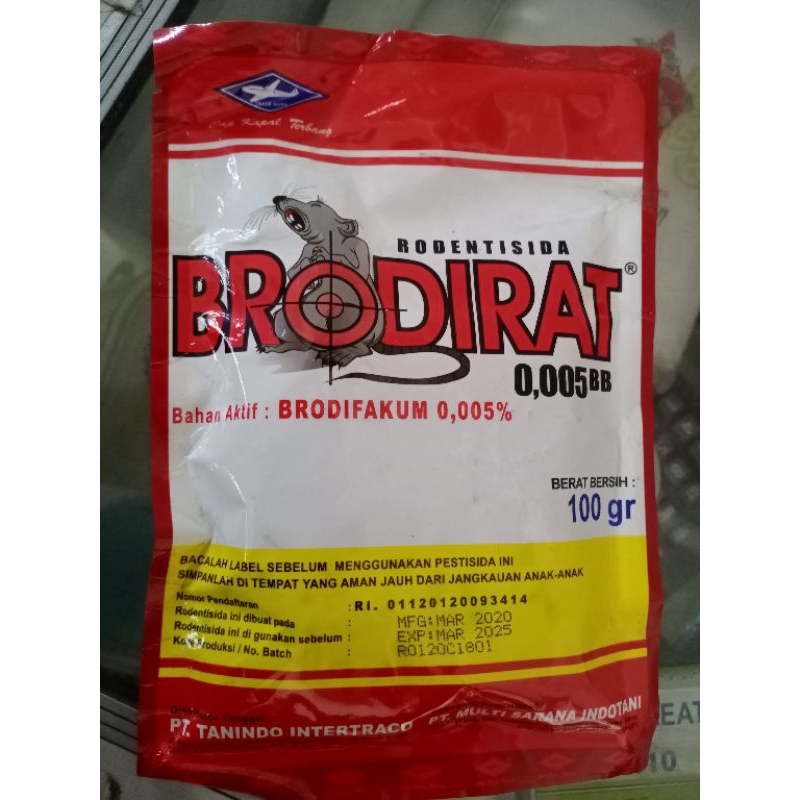 Cap Kapal Terbang
RODENTISIDA
BRODIRAT®
0,005BB
Bahan Aktif : BRODIFAKUM 0,005%
BERAT BERSIH :
100 gr
BACALAH LABEL SEBELUM MENGGUNAKAN PESTISIDA INI
SIMPANLAH DI TEMPAT YANG AMAN JAUH DARI JANGKAUAN ANAK-ANAK
Nomor Pendaftaran : RI. 01120120093414
Rodentisida ini dibuat pada : MFG:MAR 2020
Rodentisida ini di gunakan sebelum : EXP:MAR 2025
Kode Produksi / No. Batch : R0120C1801
PT. TANINDO INTERTRACO
PT. MULTI SARANA INDOTANI
EAT
10